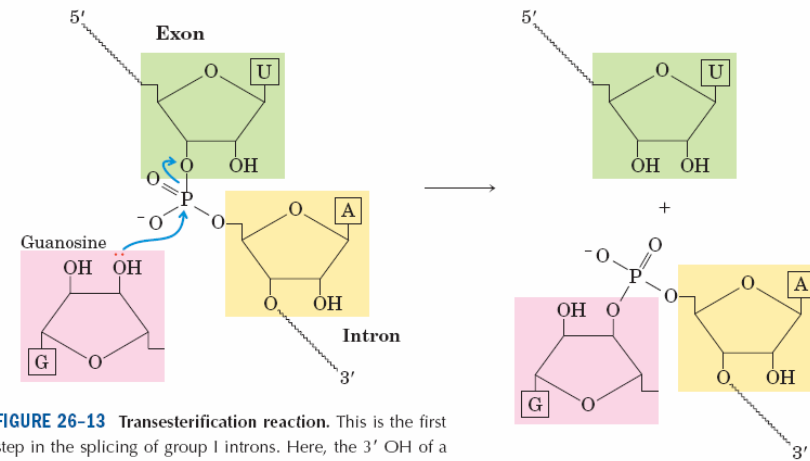 5′
Exon
O
U
O
OH
O
P
⁻O
O
O
A
Guanosine
OH
OH
O
OH
G
O
Intron
3′
5′
O
U
OH OH
+
⁻O
O
P
O
O
A
OH
O
O
OH
G
O
3′
FIGURE 26–13 Transesterification reaction. This is the first
step in the splicing of group I introns. Here, the 3′ OH of a